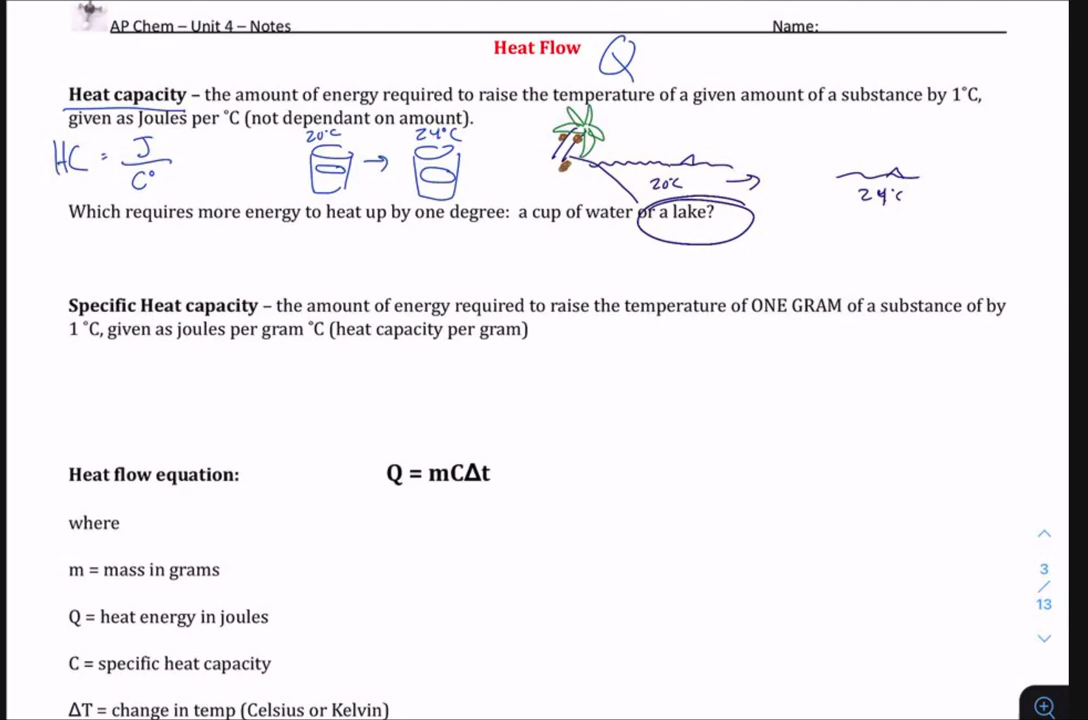 AP Chem – Unit 4 – Notes Name:
Heat Flow Q
Heat capacity – the amount of energy required to raise the temperature of a given amount of a substance by 1˚C,
given as Joules per ˚C (not dependant on amount).
HC = J / C°
20°C → 24°C
20°C → 24°C
Which requires more energy to heat up by one degree: a cup of water or a lake?
Specific Heat capacity – the amount of energy required to raise the temperature of ONE GRAM of a substance of by
1 ˚C, given as joules per gram ˚C (heat capacity per gram)
Heat flow equation: Q = mCΔt
where
m = mass in grams
Q = heat energy in joules
C = specific heat capacity
ΔT = change in temp (Celsius or Kelvin)
3
/
13